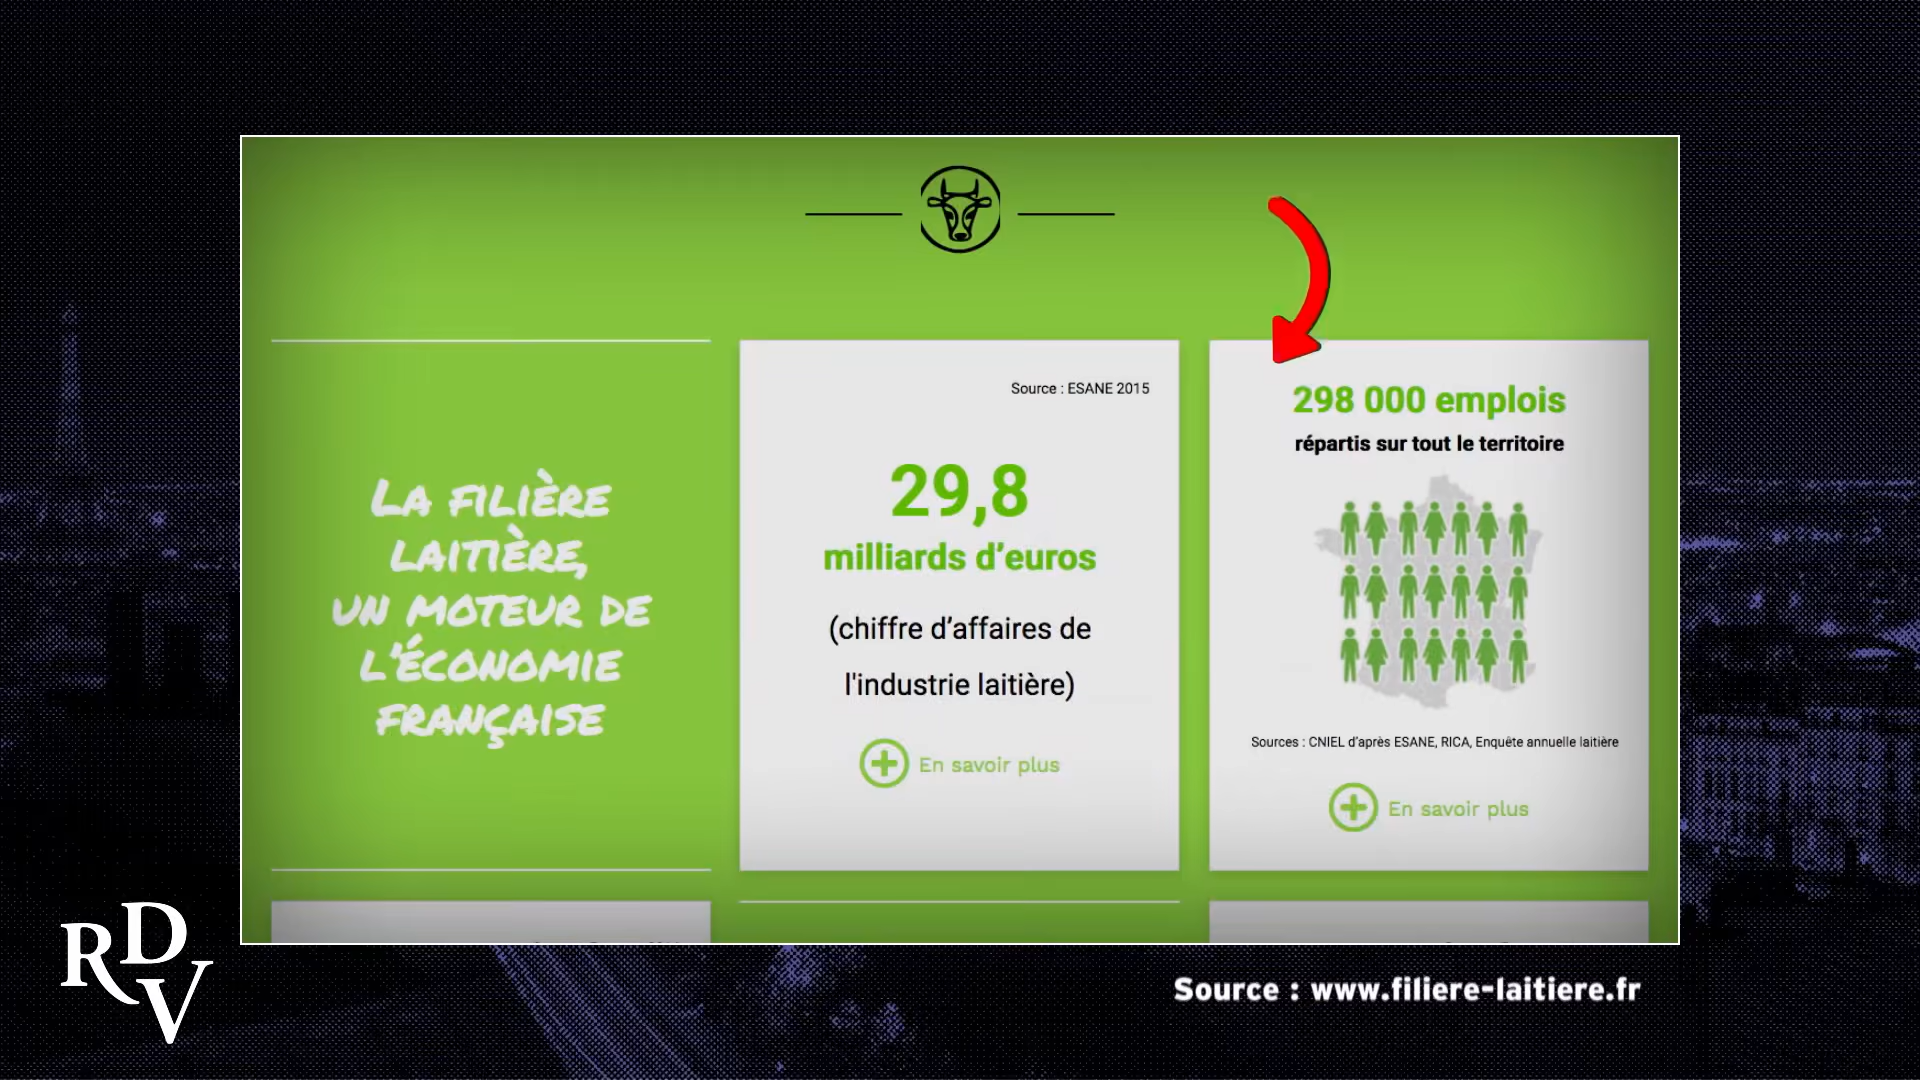 LA FILIÈRE
LAITIÈRE,
UN MOTEUR DE
L'ÉCONOMIE
FRANÇAISE
Source : ESANE 2015
29,8
milliards d’euros
(chiffre d’affaires de
l'industrie laitière)
En savoir plus
298 000 emplois
répartis sur tout le territoire
Sources : CNIEL d'après ESANE, RICA, Enquête annuelle laitière
En savoir plus
RDV
Source : www.filiere-laitiere.fr